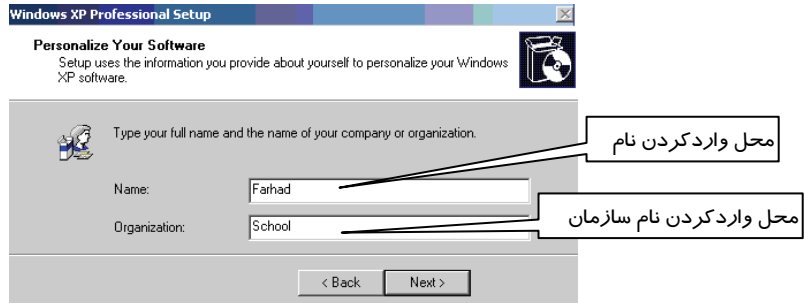 Windows XP Professional Setup
Personalize Your Software
Setup uses the information you provide about yourself to personalize your Windows
XP software.
Type your full name and the name of your company or organization.
محل واردکردن نام
Name:
Farhad
محل واردکردن نام سازمان
Organization:
School
< Back
Next >